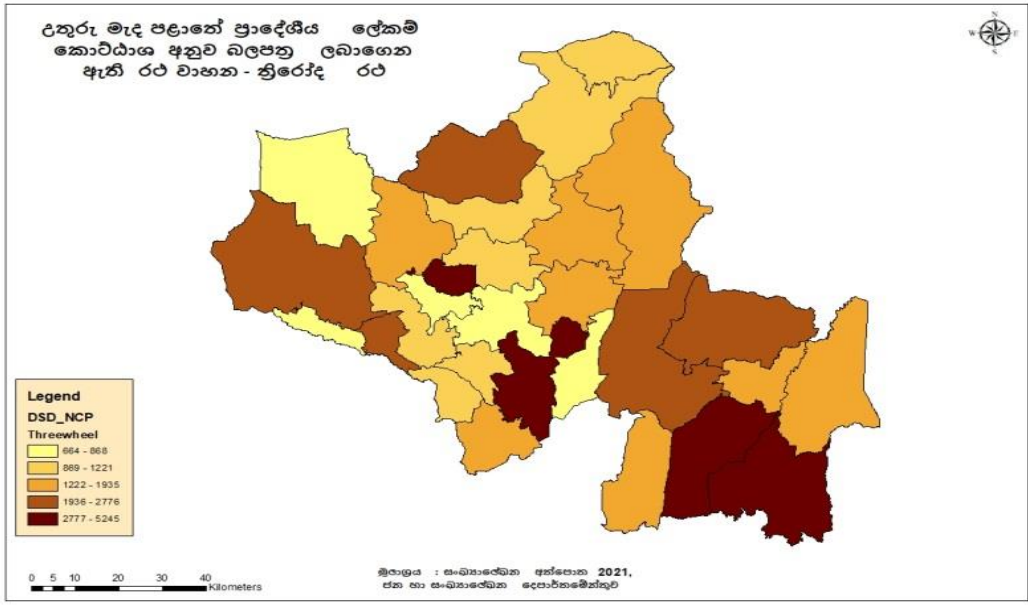 උතුරු මැද පළාතේ ප්‍රාදේශීය ලේකම්
කොට්ඨාශ අනුව බලපත්‍ර ලබාගෙන
ඇති රථ වාහන - ත්‍රිරෝද රථ
N
W E
S
Legend
DSD_NCP
Threewheel
664 - 868
869 - 1221
1222 - 1935
1936 - 2776
2777 - 5245
0 5 10 20 30 40
Kilometers
මූලාශ්‍රය : සංඛ්‍යාලේඛන අත්පොත 2021,
ජන හා සංඛ්‍යාලේඛන දෙපාර්තමේන්තුව